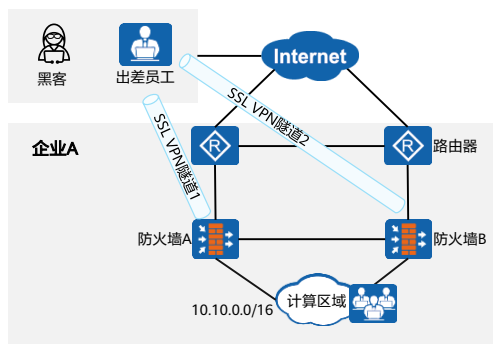 Internet
黑客
出差员工
SSL VPN隧道1
SSL VPN隧道2
企业A
R
R
路由器
防火墙A
防火墙B
计算区域
10.10.0.0/16